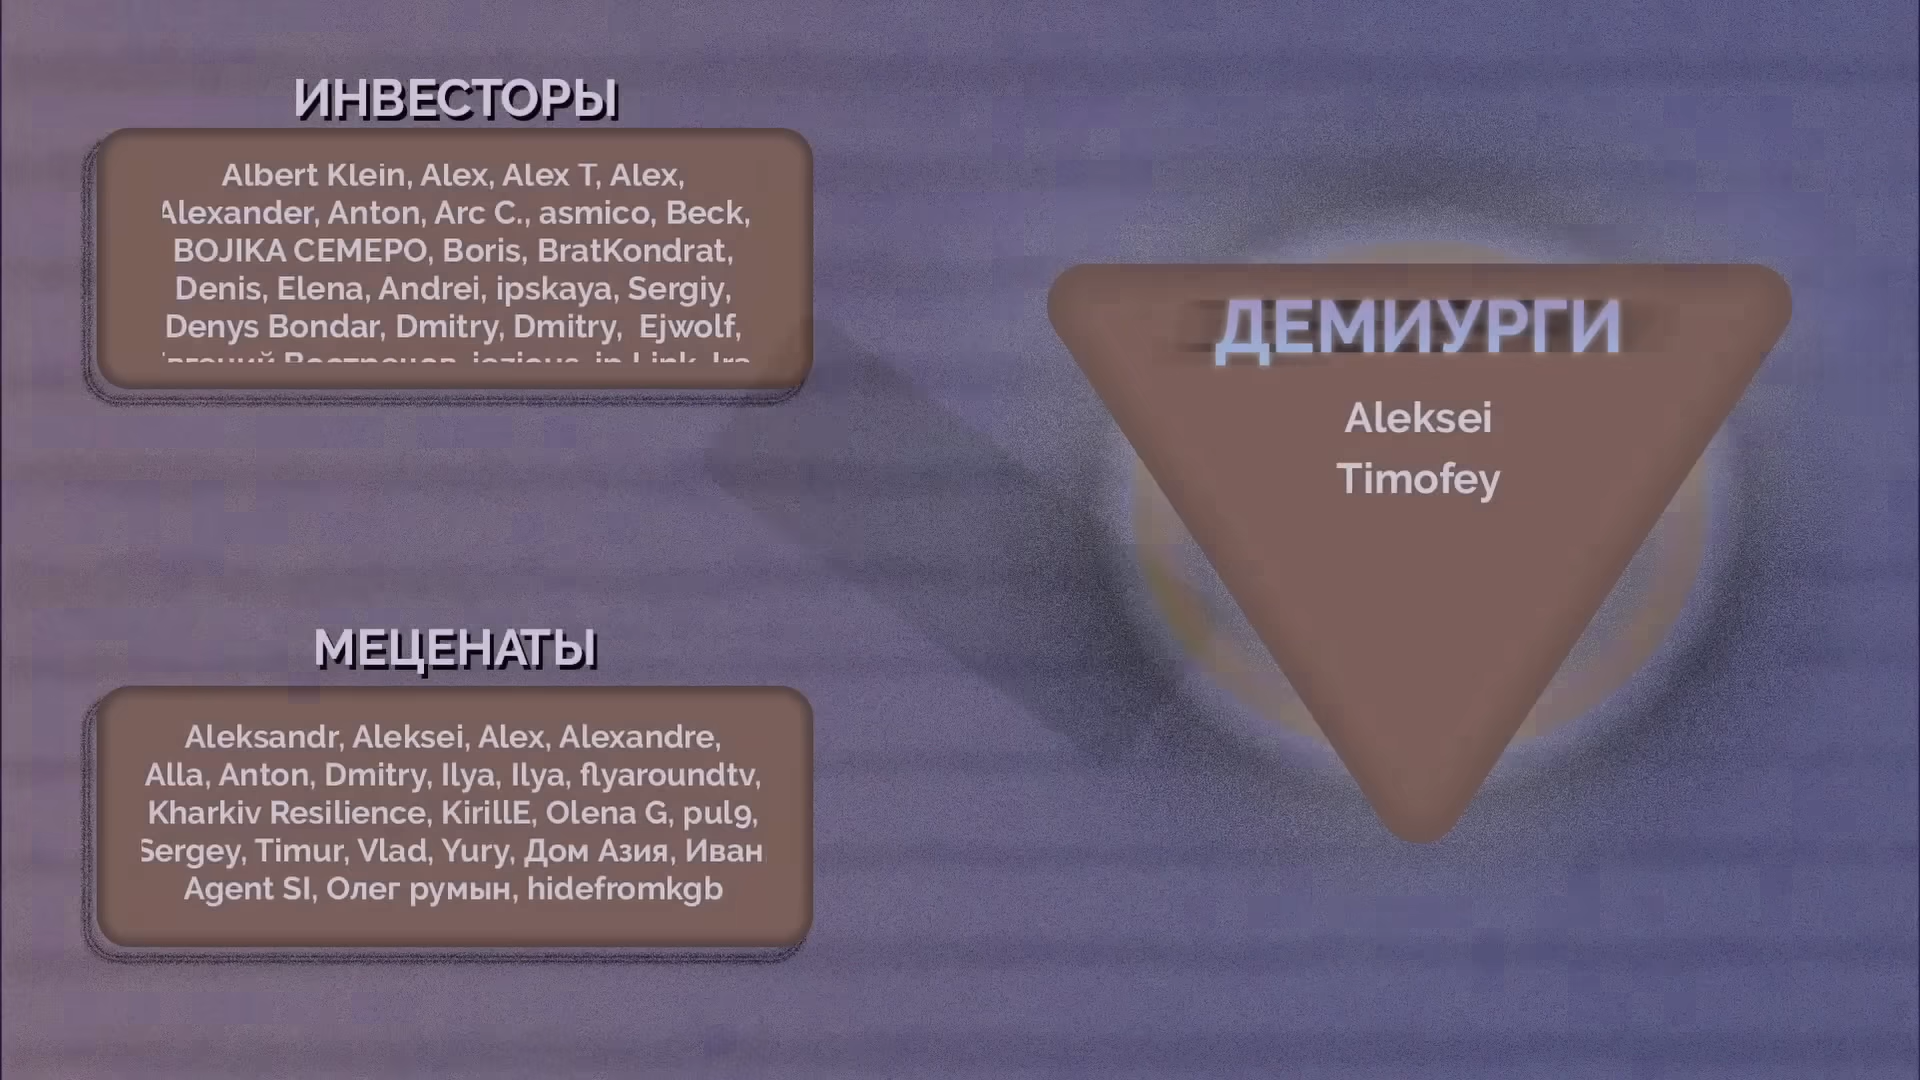 ИНВЕСТОРЫ
Albert Klein, Alex, Alex T, Alex,
Alexander, Anton, Arc C., asmico, Beck,
BOJIKA CEMEPO, Boris, BratKondrat,
Denis, Elena, Andrei, ipskaya, Sergiy,
Denys Bondar, Dmitry, Dmitry, Ejwolf,
МЕЦЕНАТЫ
Aleksandr, Aleksei, Alex, Alexandre,
Alla, Anton, Dmitry, Ilya, Ilya, flyaroundtv,
Kharkiv Resilience, KirillE, Olena G, pul9,
Sergey, Timur, Vlad, Yury, Дом Азия, Иван
Agent SI, Олег румын, hidefromkgb
ДЕМИУРГИ
Aleksei
Timofey